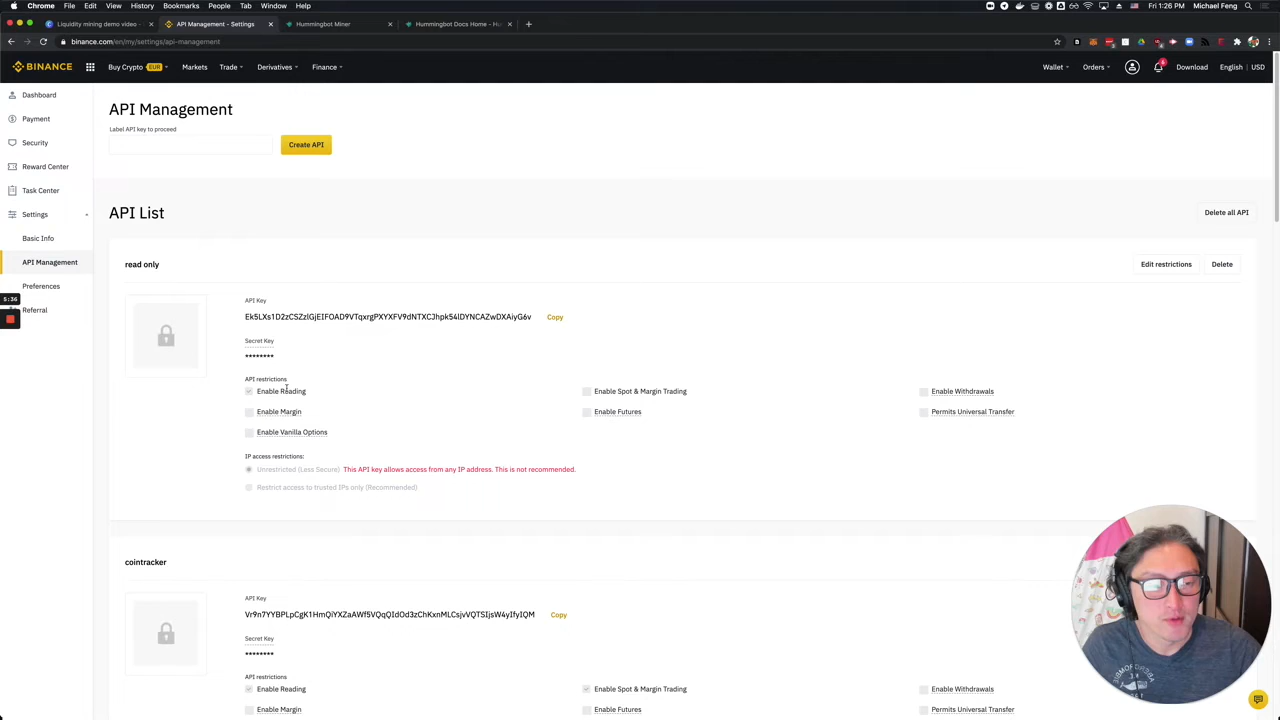 Chrome File Edit View History Bookmarks People Tab Window Help
Fri 1:26 PM Michael Feng
Liquidity mining demo video
API Management - Settings
Hummingbot Miner
Hummingbot Docs Home - Hu
binance.com/en/my/settings/api-management
BINANCE Buy Crypto EUR Markets Trade Derivatives Finance
Wallet Orders 6 Download English | USD
Dashboard
Payment
Security
Reward Center
Task Center
Settings
Basic Info
API Management
Preferences
Referral
5:36
API Management
Label API key to proceed
Create API
API List
Delete all API
read only
Edit restrictions
Delete
API Key
Ek5LXs1D2zCSZzlGjEIFOAD9VTqxrgPXYXFV9dNTXCJhpk54lDYNCAZwDXAiyG6v Copy
Secret Key
********
API restrictions
Enable Reading Enable Spot & Margin Trading Enable Withdrawals
Enable Margin Enable Futures Permits Universal Transfer
Enable Vanilla Options
IP access restrictions:
Unrestricted (Less Secure) This API key allows access from any IP address. This is not recommended.
Restrict access to trusted IPs only (Recommended)
cointracker
API Key
Vr9n7YYBPLpCgK1HmQiYXZaAWf5VQqQIdOd3zChKxnMLCsjvVQTSIjsW4yIfyIQM Copy
Secret Key
********
API restrictions
Enable Reading Enable Spot & Margin Trading Enable Withdrawals
Enable Margin Enable Futures Permits Universal Transfer